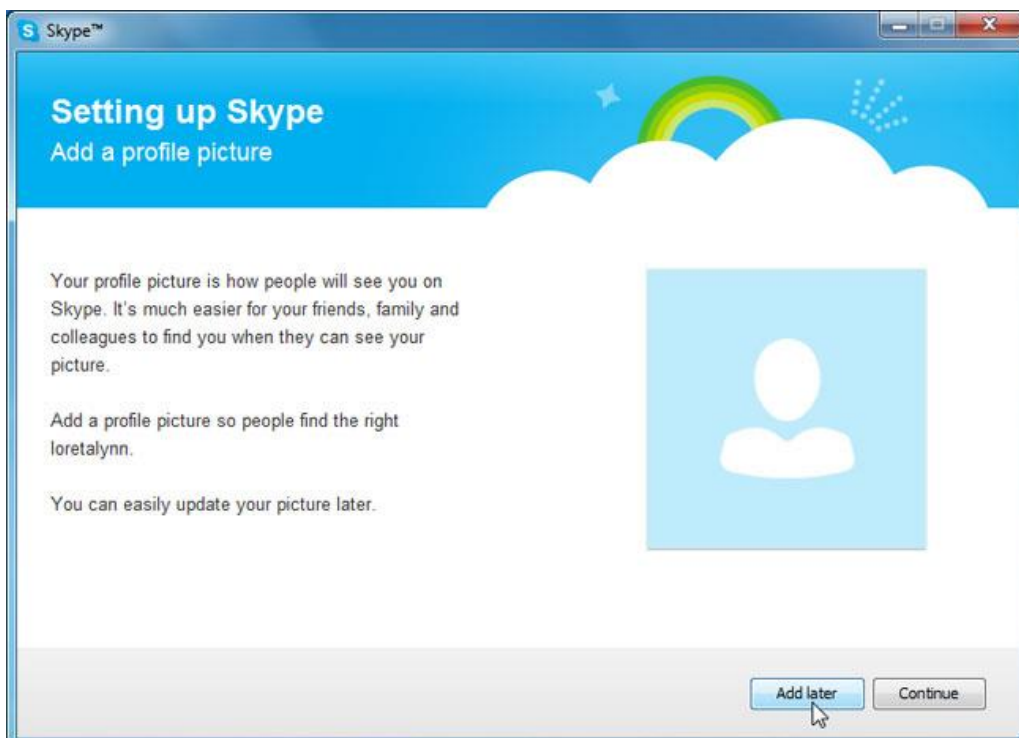 Skype™
Setting up Skype
Add a profile picture
Your profile picture is how people will see you on
Skype. It's much easier for your friends, family and
colleagues to find you when they can see your
picture.
Add a profile picture so people find the right
loretalynn.
You can easily update your picture later.
Add later
Continue